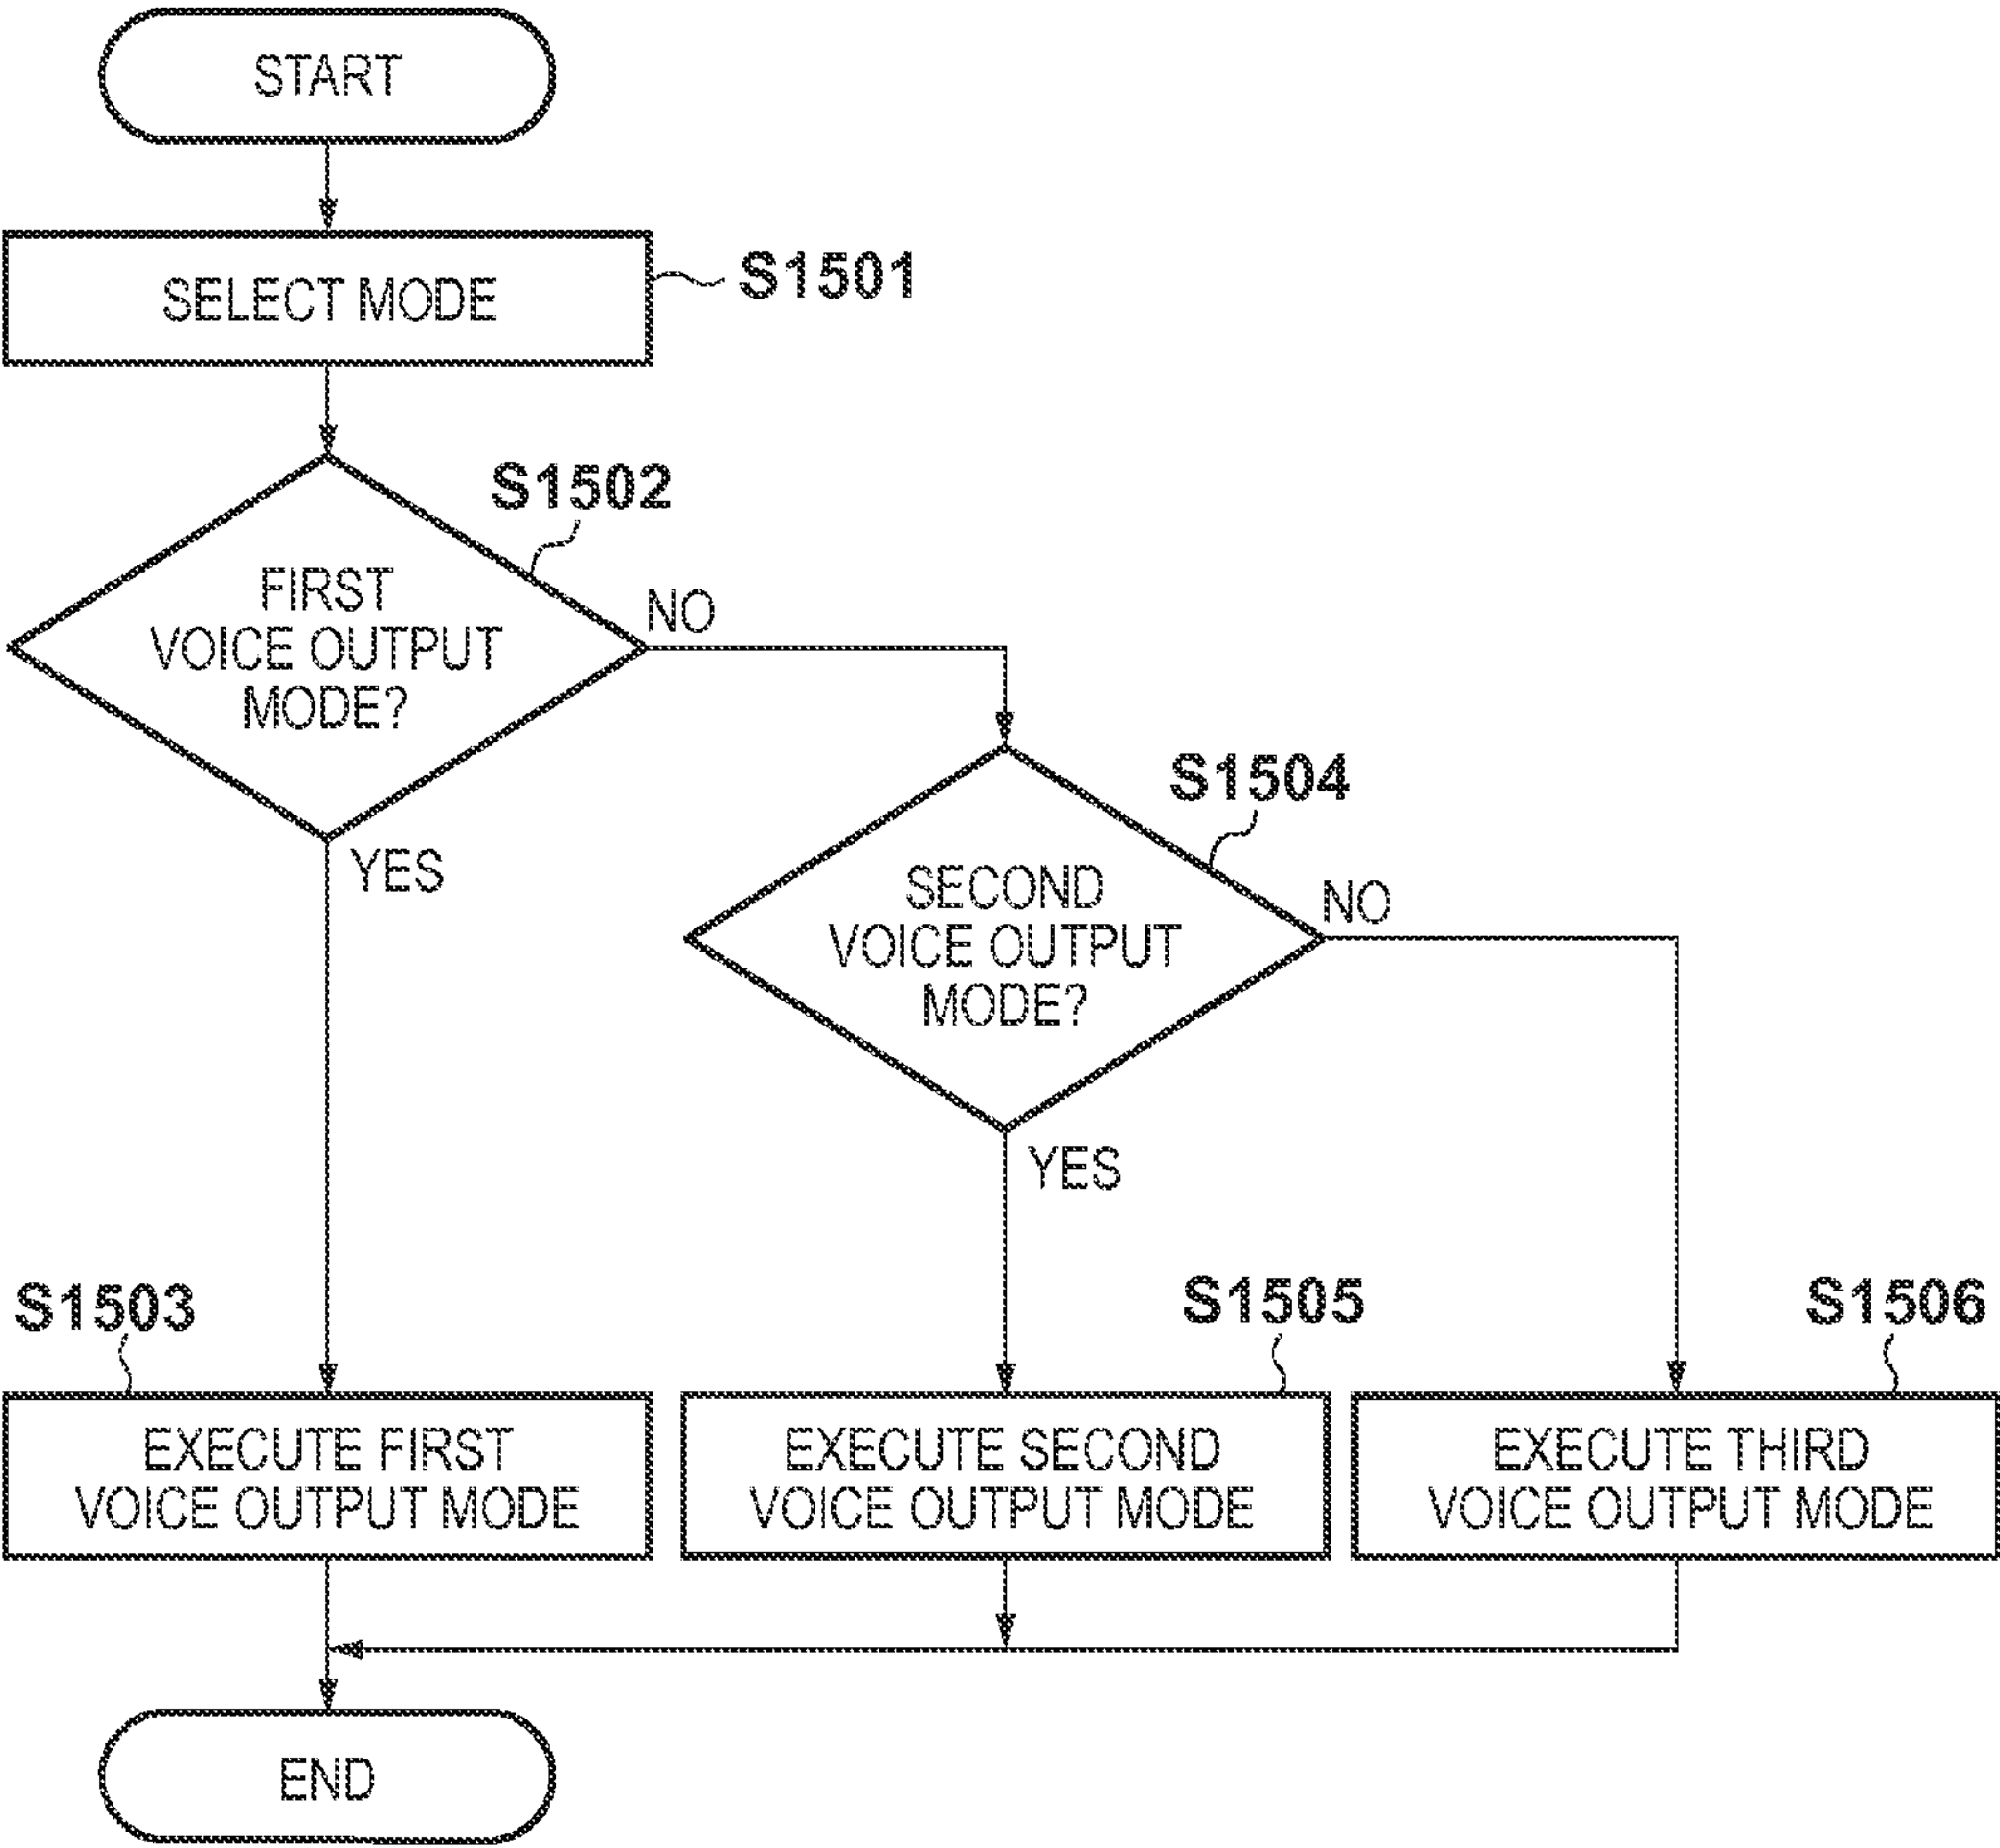 START
SELECT MODE
S1501
S1502
FIRST
VOICE OUTPUT
MODE?
NO
YES
S1504
SECOND
VOICE OUTPUT
MODE?
NO
YES
S1503
EXECUTE FIRST
VOICE OUTPUT MODE
S1505
EXECUTE SECOND
VOICE OUTPUT MODE
S1506
EXECUTE THIRD
VOICE OUTPUT MODE
END